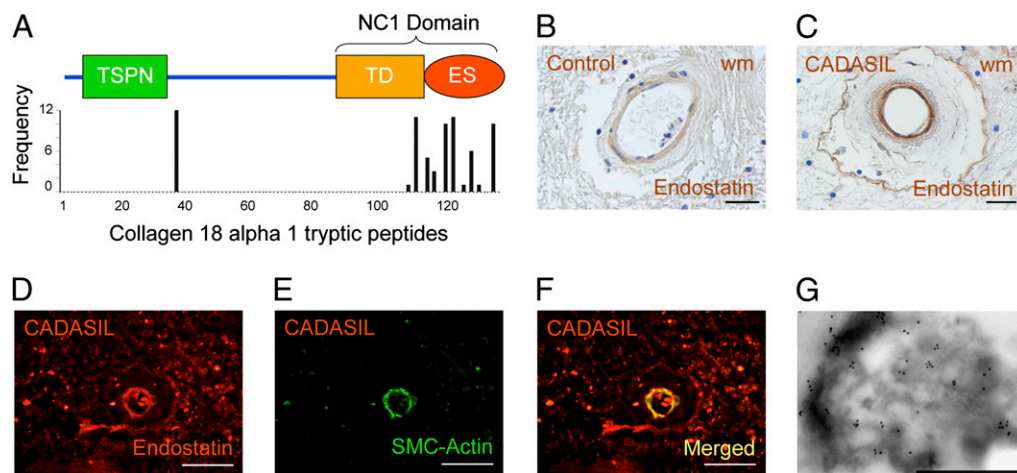 A
NC1 Domain
TSPN
TD
ES
Frequency
12
6
0
1
20
40
60
80
100
120
Collagen 18 alpha 1 tryptic peptides
B
Control
wm
Endostatin
C
CADASIL
wm
Endostatin
D
CADASIL
Endostatin
E
CADASIL
SMC-Actin
F
CADASIL
Merged
G